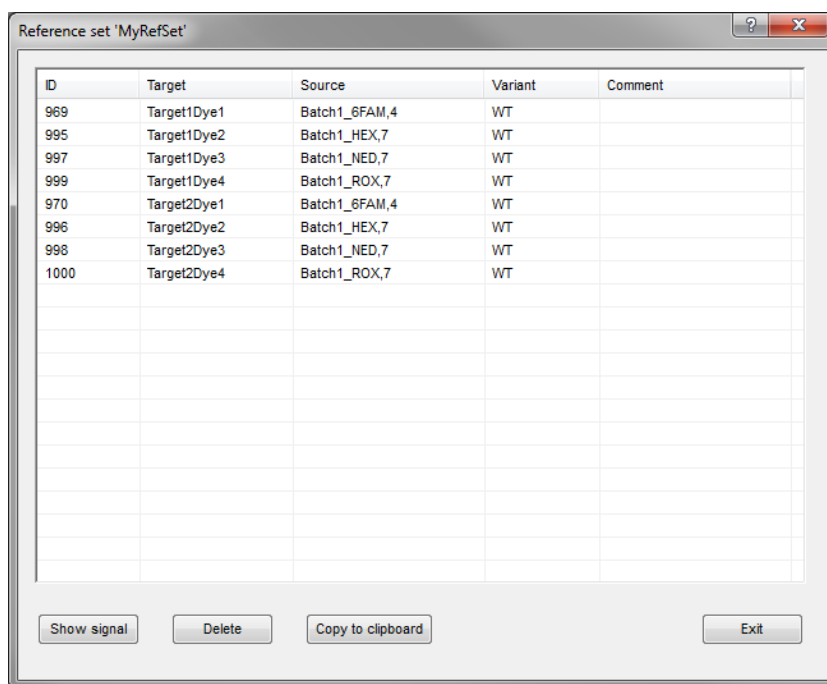 Reference set 'MyRefSet'
ID Target Source Variant Comment
969 Target1Dye1 Batch1_6FAM,4 WT
995 Target1Dye2 Batch1_HEX,7 WT
997 Target1Dye3 Batch1_NED,7 WT
999 Target1Dye4 Batch1_ROX,7 WT
970 Target2Dye1 Batch1_6FAM,4 WT
996 Target2Dye2 Batch1_HEX,7 WT
998 Target2Dye3 Batch1_NED,7 WT
1000 Target2Dye4 Batch1_ROX,7 WT
Show signal Delete Copy to clipboard Exit